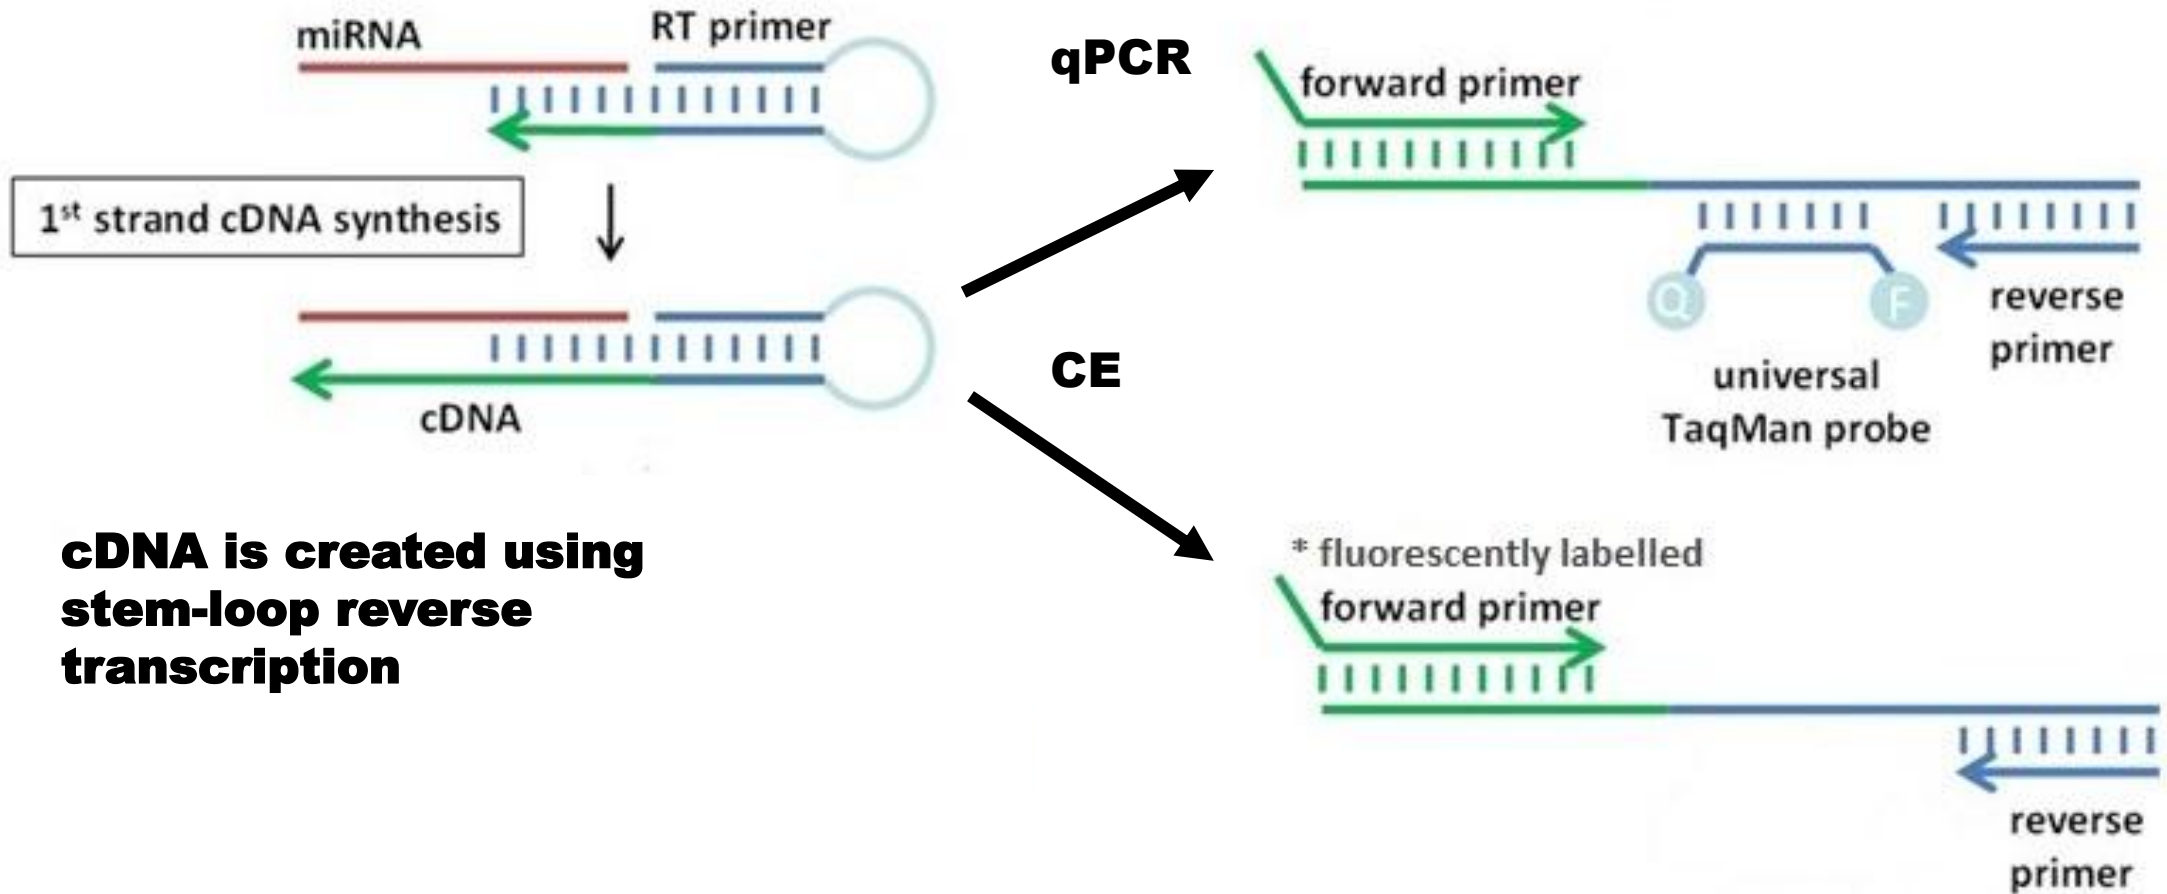 miRNA
RT primer
1st strand cDNA synthesis
cDNA
cDNA is created using
stem-loop reverse
transcription
qPCR
forward primer
Q
F
reverse
primer
universal
TaqMan probe
CE
* fluorescently labelled
forward primer
reverse
primer